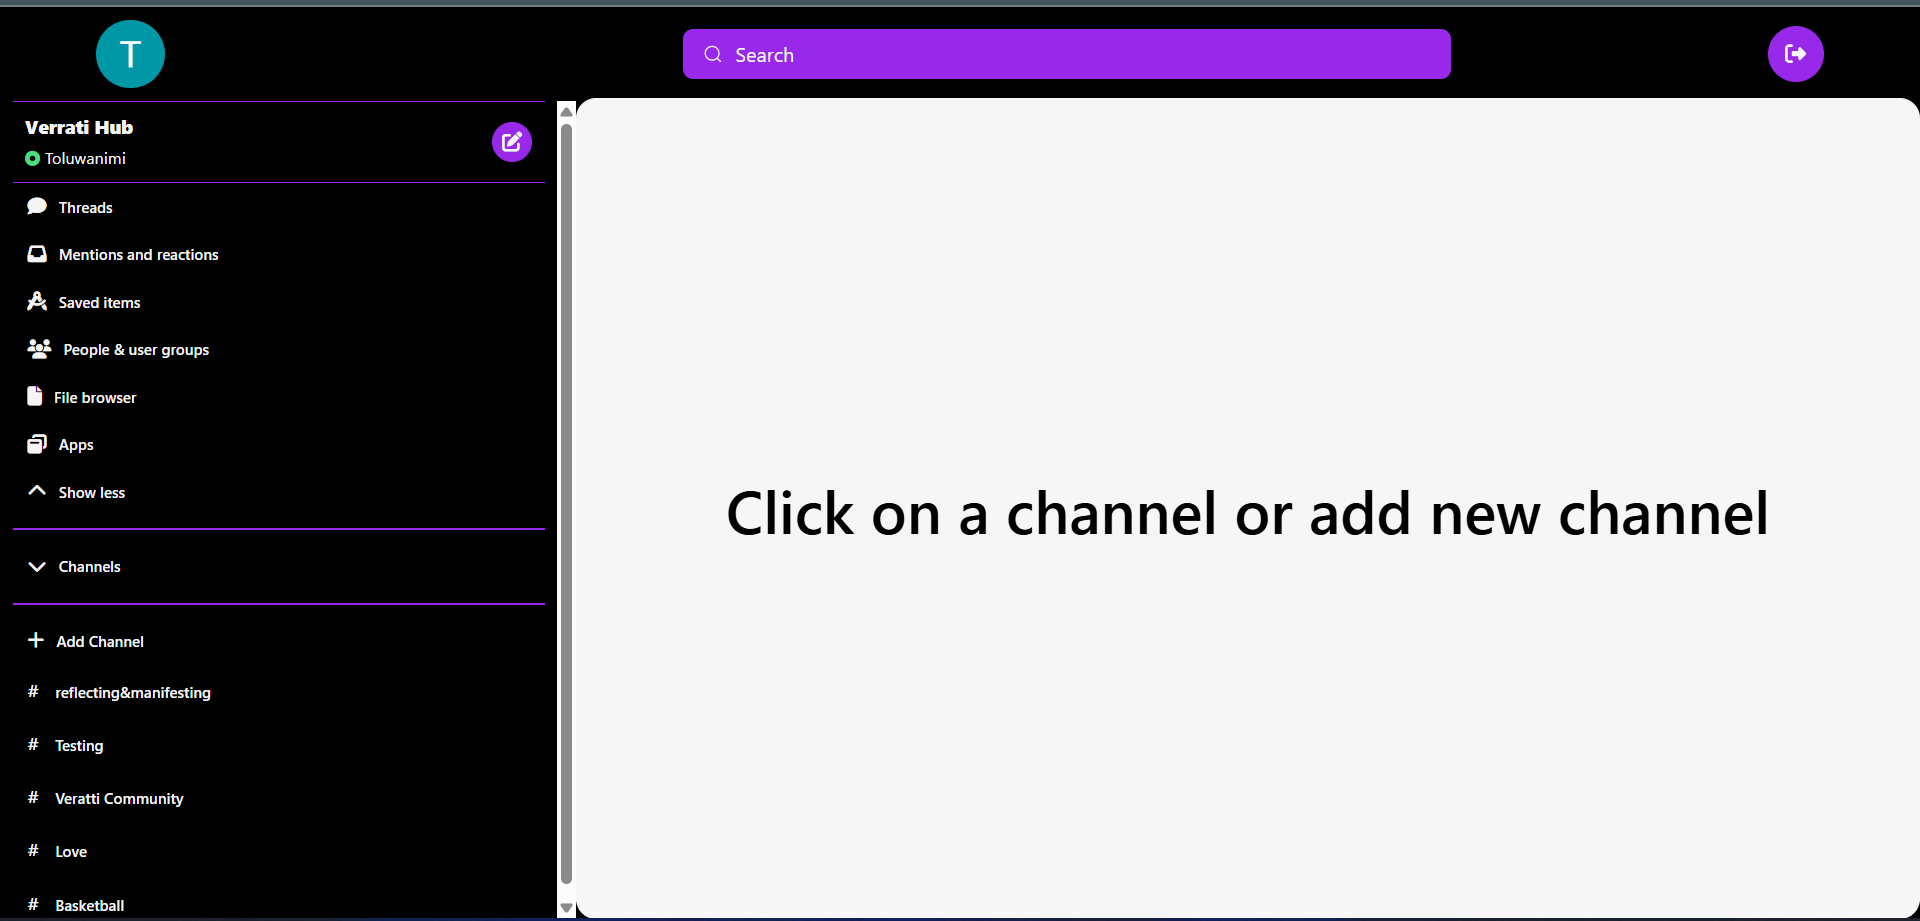 T
Search
Verrati Hub
Toluwanimi
Threads
Mentions and reactions
Saved items
People & user groups
File browser
Apps
Show less
Channels
Add Channel
# reflecting&manifesting
# Testing
# Veratti Community
# Love
# Basketball
Click on a channel or add new channel